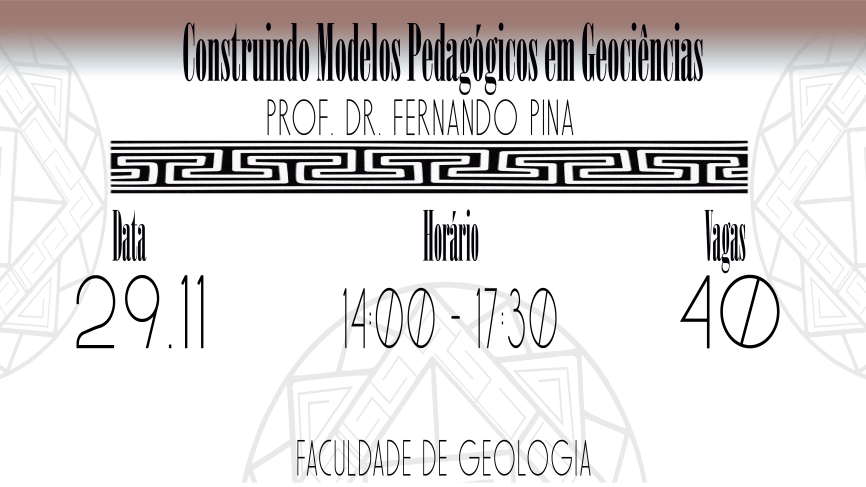 Construindo Modelos Pedagógicos em Geociências
PROF. DR. FERNANDO PINA
Data Horário Vagas
29.11 14:00 - 17:30 40
FACULDADE DE GEOLOGIA